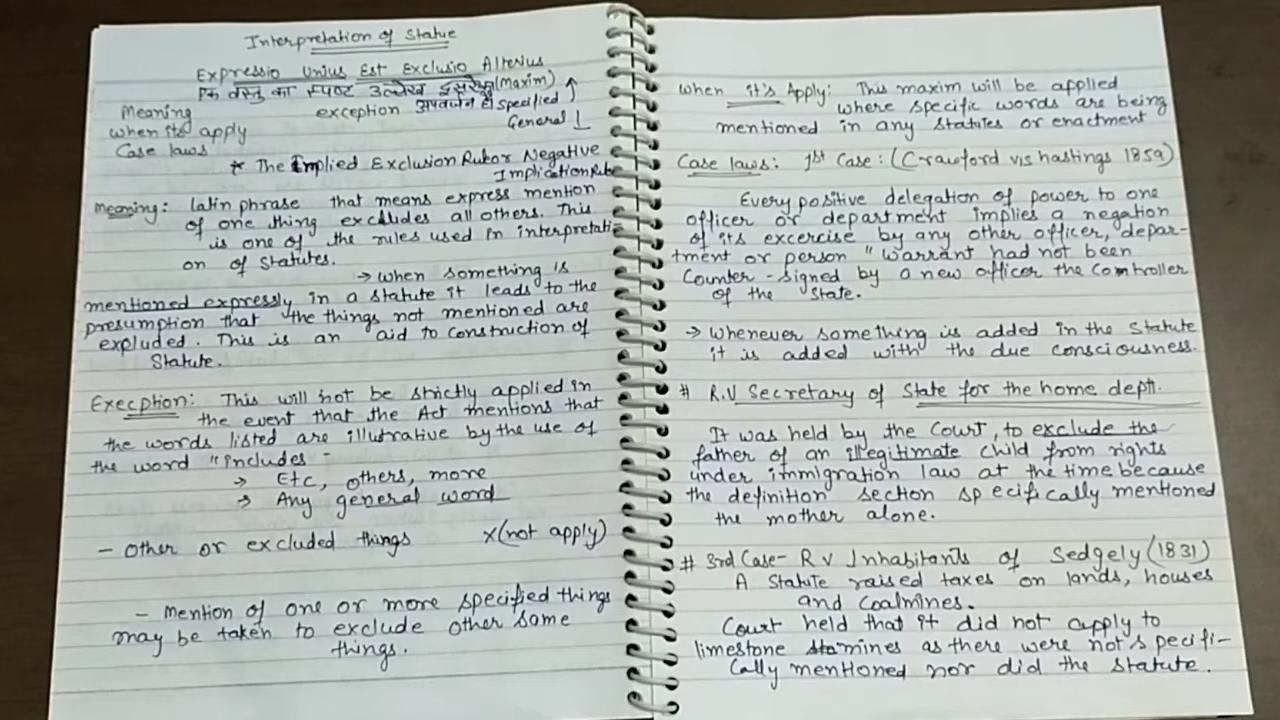 Interpretation of Statue
Expressio Unius Est Exclusio Alterius
एक वस्तु का स्पष्ट उल्लेख दूसरे का (Maxim)
exception अपवर्जन है specified ↑
General ↓
Meaning
when its apply
Case laws
* The Implied Exclusion Rule or Negative
Implication Rule
Meaning: latin phrase that means express mention
of one thing excludes all others. This
is one of the rules used in interpretati-
on of Statutes.
→ when something is
mentioned expressly in a statute it leads to the
presumption that the things not mentioned are
expluded. This is an aid to construction of
Statute.
Execption: This will not be strictly applied in
the event that the Act mentions that
the words listed are illutrative by the use of
the word "includes -
→ Etc, others, more
→ Any general word
- Other or excluded things x(not apply)
- Mention of one or more specified things
may be taken to exclude other some
things.
when it's Apply: This maxim will be applied
where specific words are being
mentioned in any statutes or enactment
Case laws: 1st Case: (Crawford v/s hastings 1859)
Every positive delegation of power to one
officer or department implies a negation
of its excercise by any other officer, depar-
tment or person "warrant had not been
Counter - signed by a new officer the Comtroller
of the State.
→ Whenever something is added in the Statute
it is added with the due consciousness.
# R.V Secretary of State for the home deptt.
It was held by the Court, to exclude the
father of an illegitimate child from rights
under immigration law at the time because
the definition section specifically mentioned
the mother alone.
# 3rd Case- R V Inhabitants of Sedgely (1831)
A Statute raised taxes on lands, houses
and Coalmines.
Court held that it did not apply to
limestone mines as there were not specifi-
cally mentioned nor did the statute.